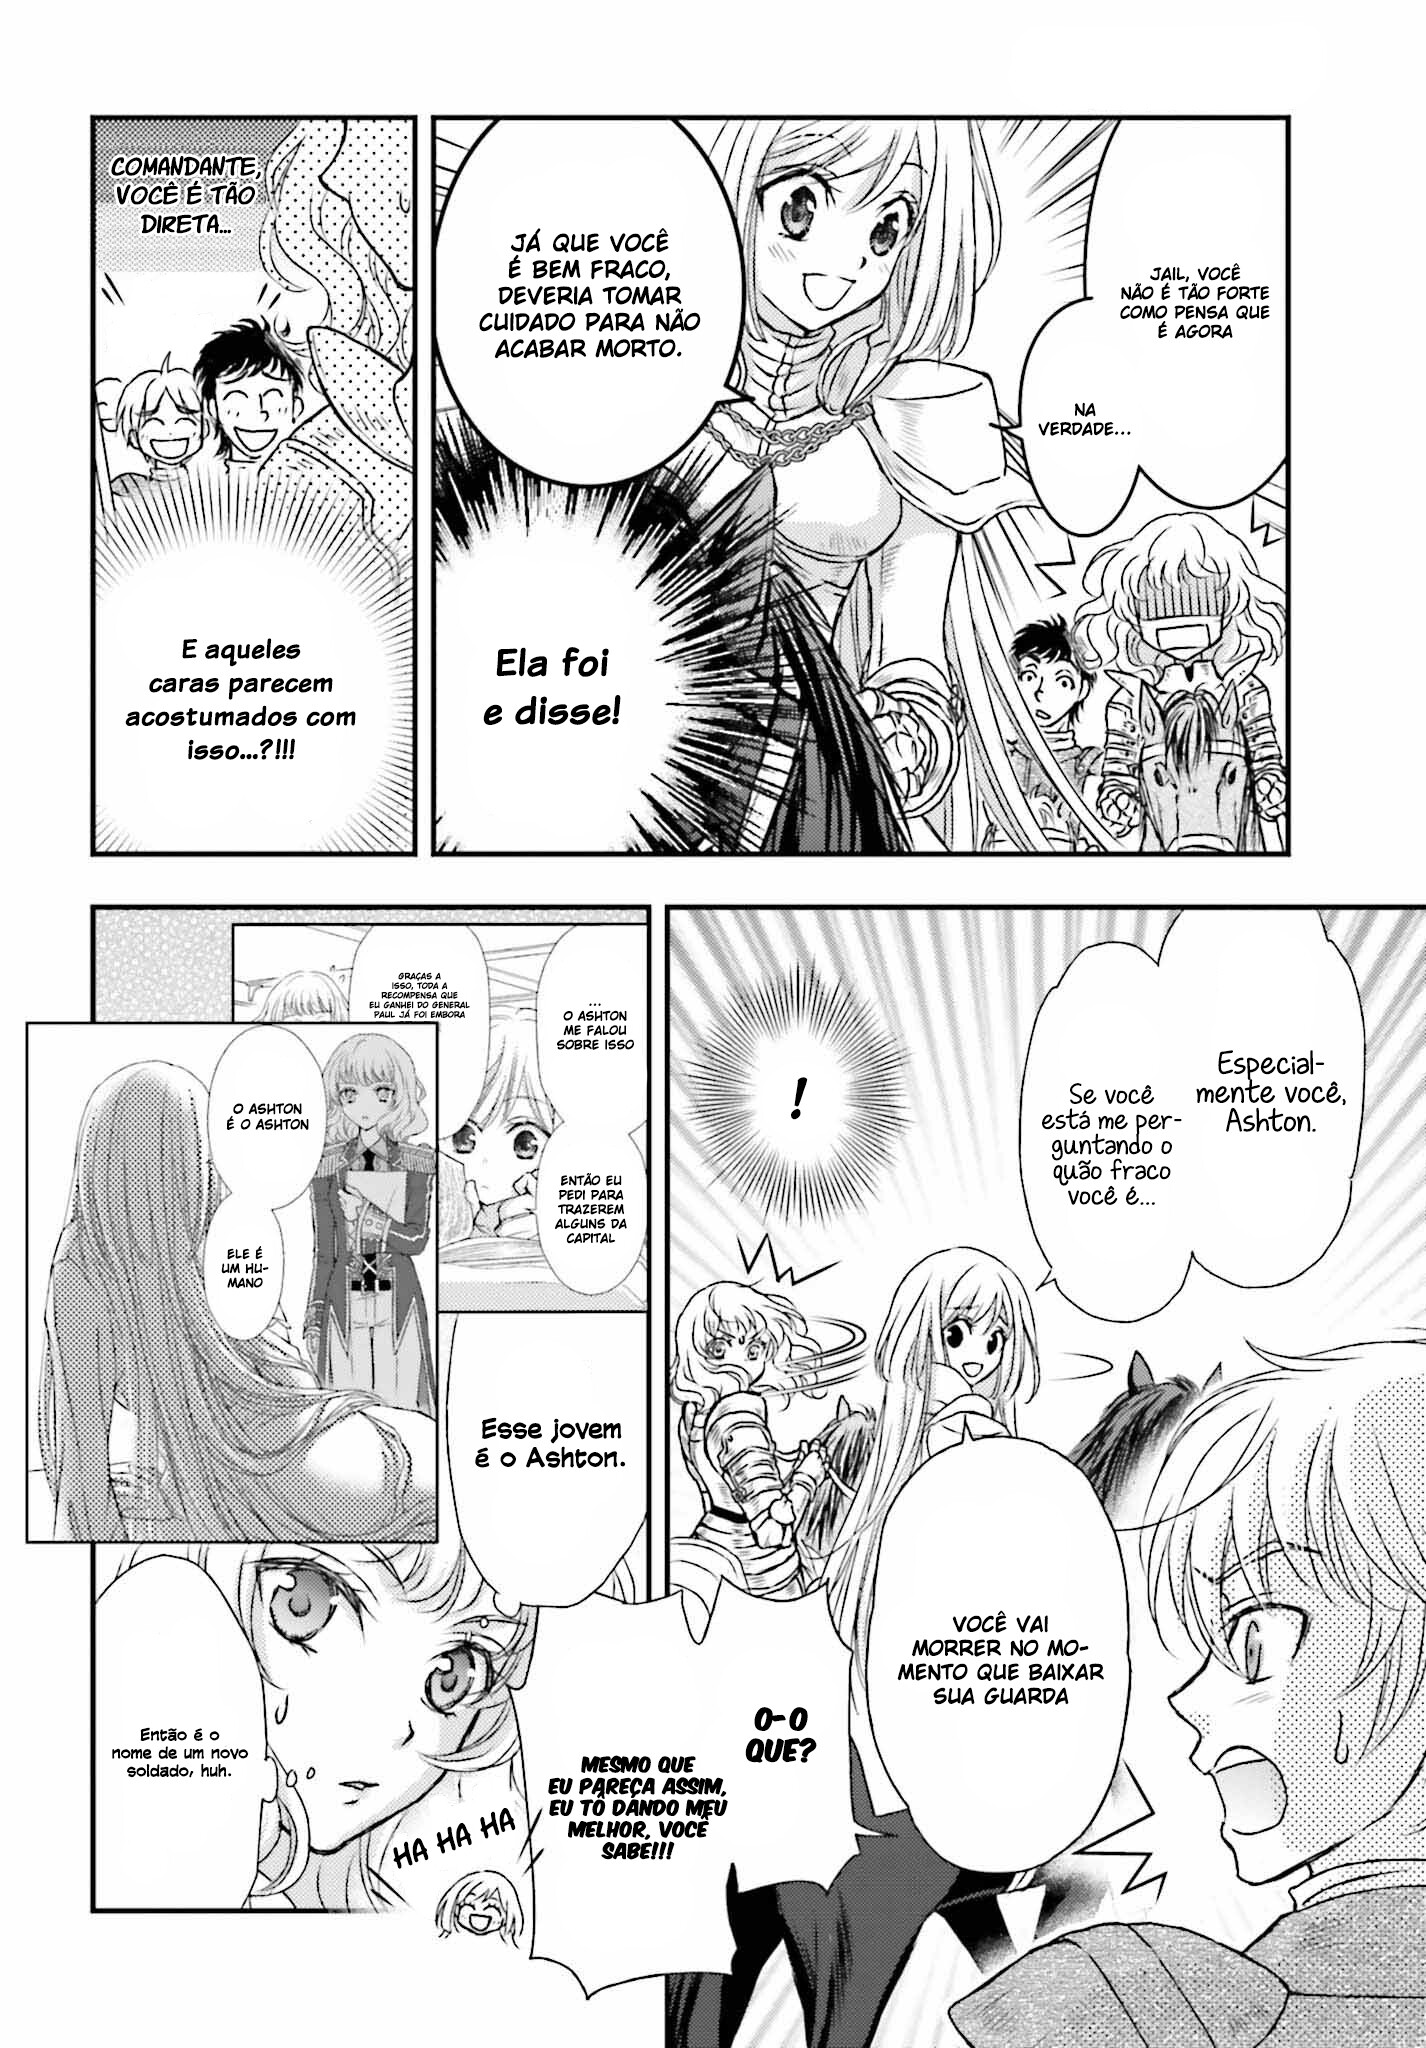 JAIL, VOCÊ
NÃO É TÃO FORTE
COMO PENSA QUE
É AGORA
NA
VERDADE...
JÁ QUE VOCÊ
É BEM FRACO,
DEVERIA TOMAR
CUIDADO PARA NÃO
ACABAR MORTO.
Ela foi
e disse!
COMANDANTE,
VOCÊ É TÃO
DIRETA...
E aqueles
caras parecem
acostumados com
isso...?!!!
Especial-
mente você,
Ashton.
Se você
está me per-
guntando o
quão fraco
você é...
!
VOCÊ VAI
MORRER NO MO-
MENTO QUE BAIXAR
SUA GUARDA
O-O
QUE?
MESMO QUE
EU PAREÇA ASSIM,
EU TÔ DANDO MEU
MELHOR, VOCÊ
SABE!!!
HA HA HA
...
O ASHTON
ME FALOU
SOBRE ISSO
GRAÇAS A
ISSO, TODA A
RECOMPENSA QUE
EU GANHEI DO GENERAL
PAUL JÁ FOI EMBORA
ENTÃO EU
PEDI PARA
TRAZEREM
ALGUNS DA
CAPITAL
O ASHTON
É O ASHTON
ELE É
UM HU-
MANO
Esse jovem
é o Ashton.
Então é o
nome de um novo
soldado, huh.